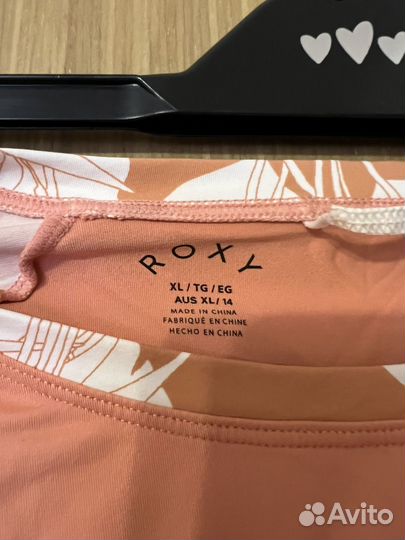 ROXY
XL / TG / EG
AUS XL / 14
MADE IN CHINA
FABRIQUÉ EN CHINE
HECHO EN CHINA
Avito